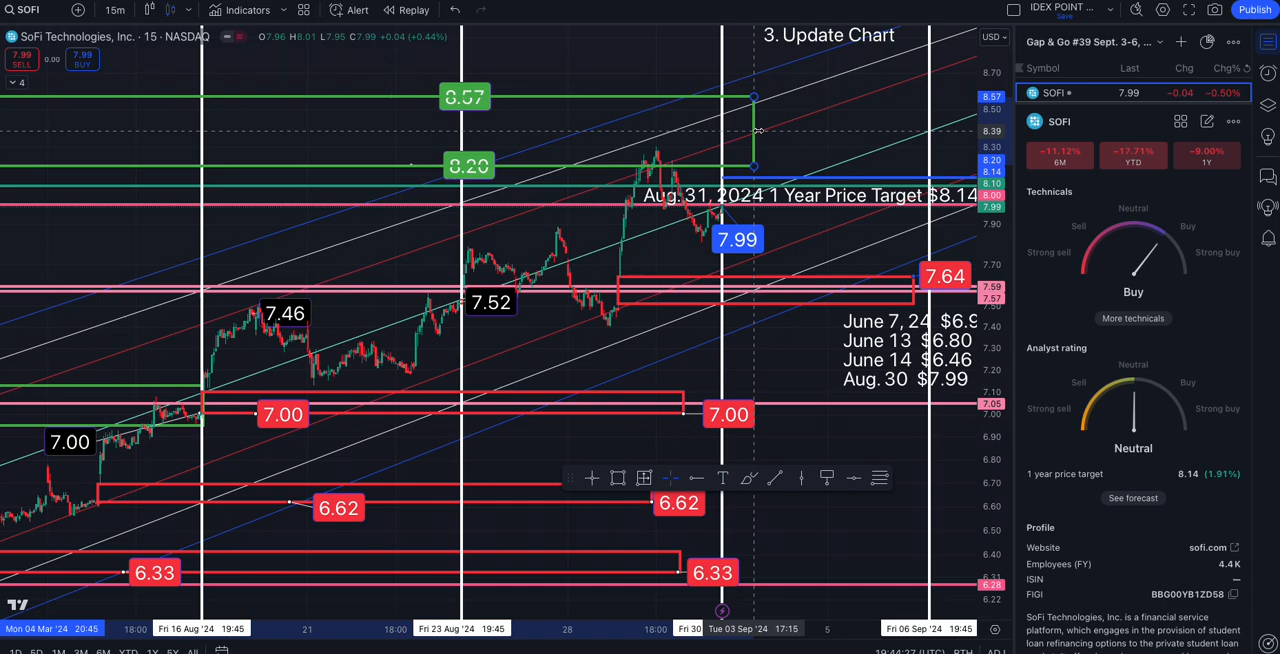 SOFI 15m Indicators Alert Replay IDEX POINT ... Save Publish
SoFi Technologies, Inc. · 15 · NASDAQ O7.96 H8.01 L7.95 C7.99 +0.04 (+0.44%)
3. Update Chart
USD
7.99 SELL 0.00 7.99 BUY
4
8.57
8.20
Aug. 31, 2024 1 Year Price Target $8.14
7.99
7.64
7.46
7.52
June 7, 24 $6.9
June 13 $6.80
June 14 $6.46
Aug. 30 $7.99
7.00
7.00
7.00
6.62
6.62
6.33
6.33
8.70
8.57
8.50
8.39
8.30
8.20
8.14
8.10
8.00
7.99
7.90
7.70
7.59
7.57
7.40
7.30
7.20
7.10
7.05
7.00
6.90
6.80
6.70
6.60
6.50
6.40
6.28
6.22
Mon 04 Mar '24 20:45 18:00 Fri 16 Aug '24 19:45 21 18:00 Fri 23 Aug '24 19:45 28 18:00 Fri 30 Tue 03 Sep '24 17:15 5 Fri 06 Sep '24 19:45
1D 5D 1M 3M 6M YTD 1Y 5Y All 19:44:27 (UTC) RTH ADJ
Gap & Go #39 Sept. 3-6, ...
Symbol Last Chg Chg%
SOFI 7.99 −0.04 −0.50%
SOFI
−11.12% −17.71% −9.00%
6M YTD 1Y
Technicals
Neutral
Sell Buy
Strong sell Strong buy
Buy
More technicals
Analyst rating
Neutral
Sell Buy
Strong sell Strong buy
Neutral
1 year price target 8.14 (1.91%)
See forecast
Profile
Website sofi.com
Employees (FY) 4.4K
ISIN —
FIGI BBG00YB1ZD58
SoFi Technologies, Inc. is a financial service
platform, which engages in the provision of student
loan refinancing options to the private student loan